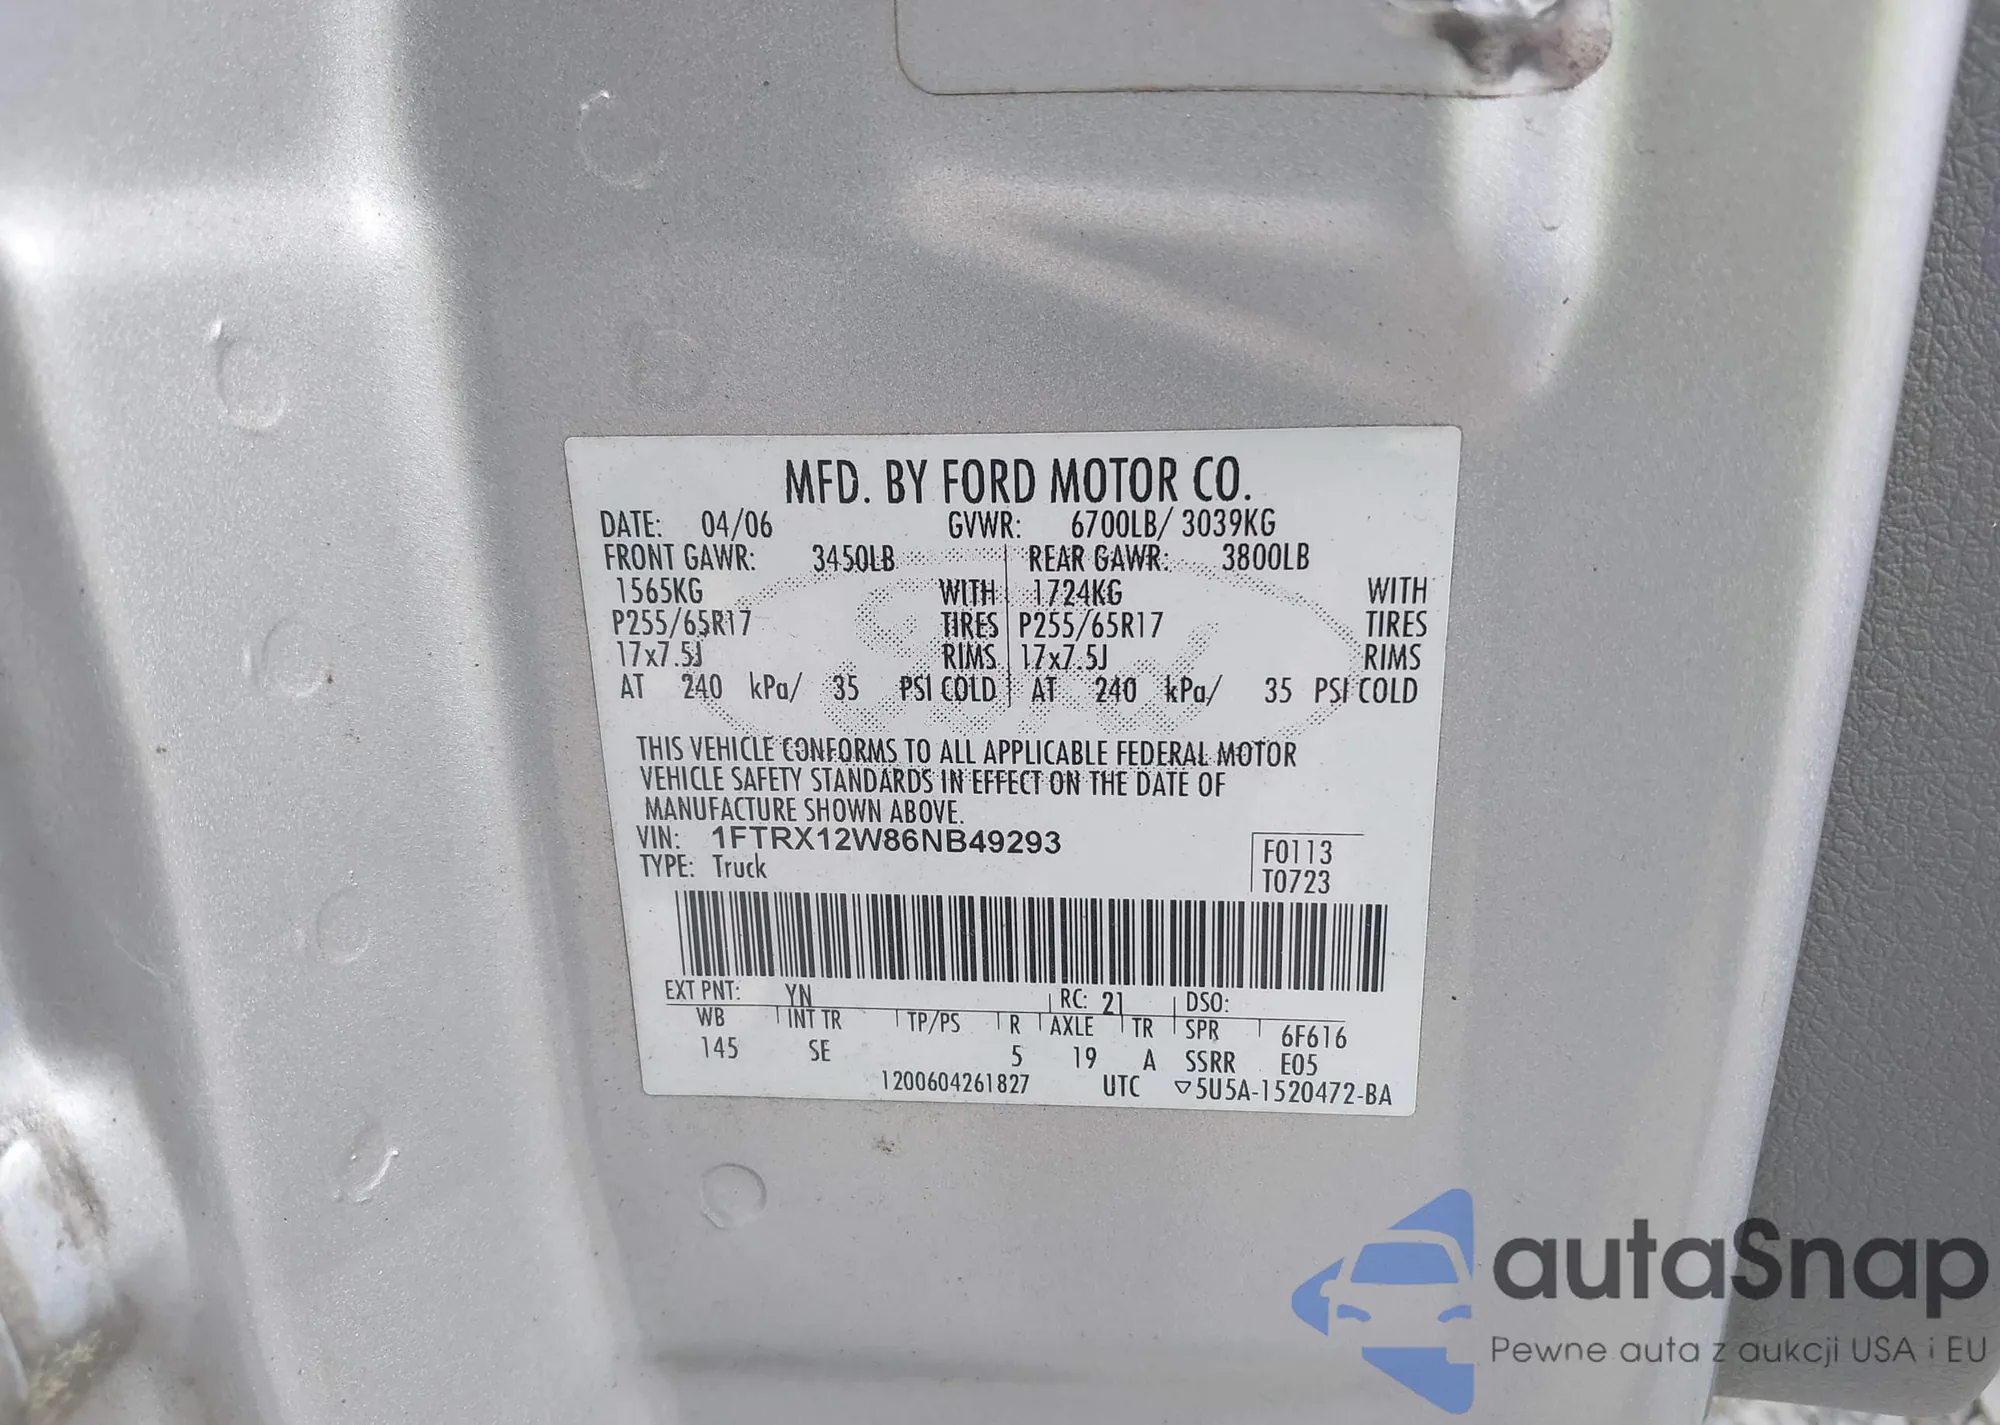 MFD. BY FORD MOTOR CO.
DATE: 04/06 GVWR: 6700LB/ 3039KG
FRONT GAWR: 3450LB REAR GAWR: 3800LB
1565KG WITH 1724KG WITH
P255/65R17 TIRES P255/65R17 TIRES
17x7.5J RIMS 17x7.5J RIMS
AT 240 kPa/ 35 PSI COLD AT 240 kPa/ 35 PSI COLD
THIS VEHICLE CONFORMS TO ALL APPLICABLE FEDERAL MOTOR
VEHICLE SAFETY STANDARDS IN EFFECT ON THE DATE OF
MANUFACTURE SHOWN ABOVE.
VIN: 1FTRX12W86NB49293 F0113
TYPE: Truck T0723
EXT PNT: YN RC: 21 DSO:
WB INT TR TP/PS R AXLE TR SPR 6F616
145 SE 5 19 A SSRR E05
1200604261827 UTC ▽5U5A-1520472-BA
autaSnap
Pewne auta z aukcji USA i EU